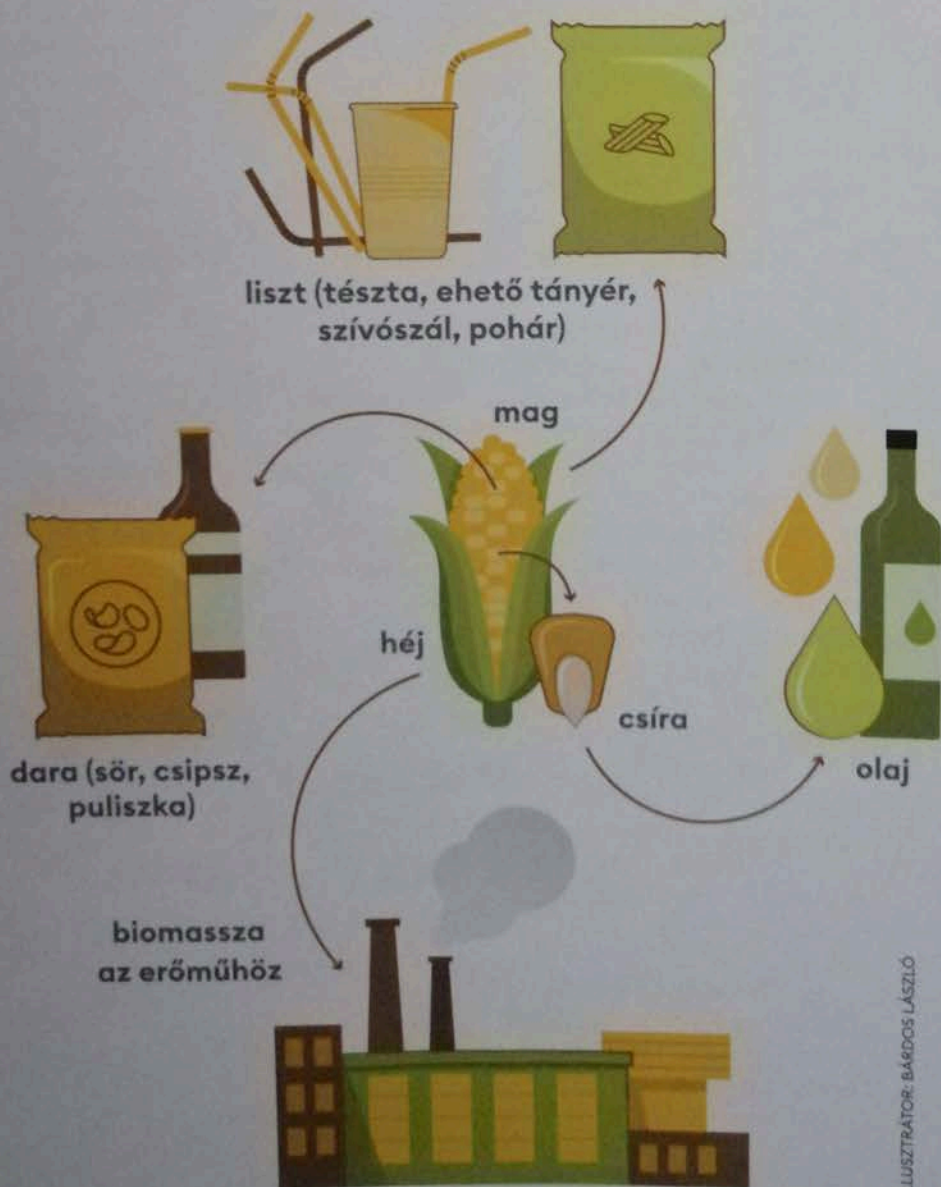 liszt (tészta, ehető tányér,
szívószál, pohár)
mag
héj
csíra
dara (sör, csipsz,
puliszka)
olaj
biomassza
az erőműhöz
LUSZTRÁTOR: BÁRDOS LÁSZLÓ